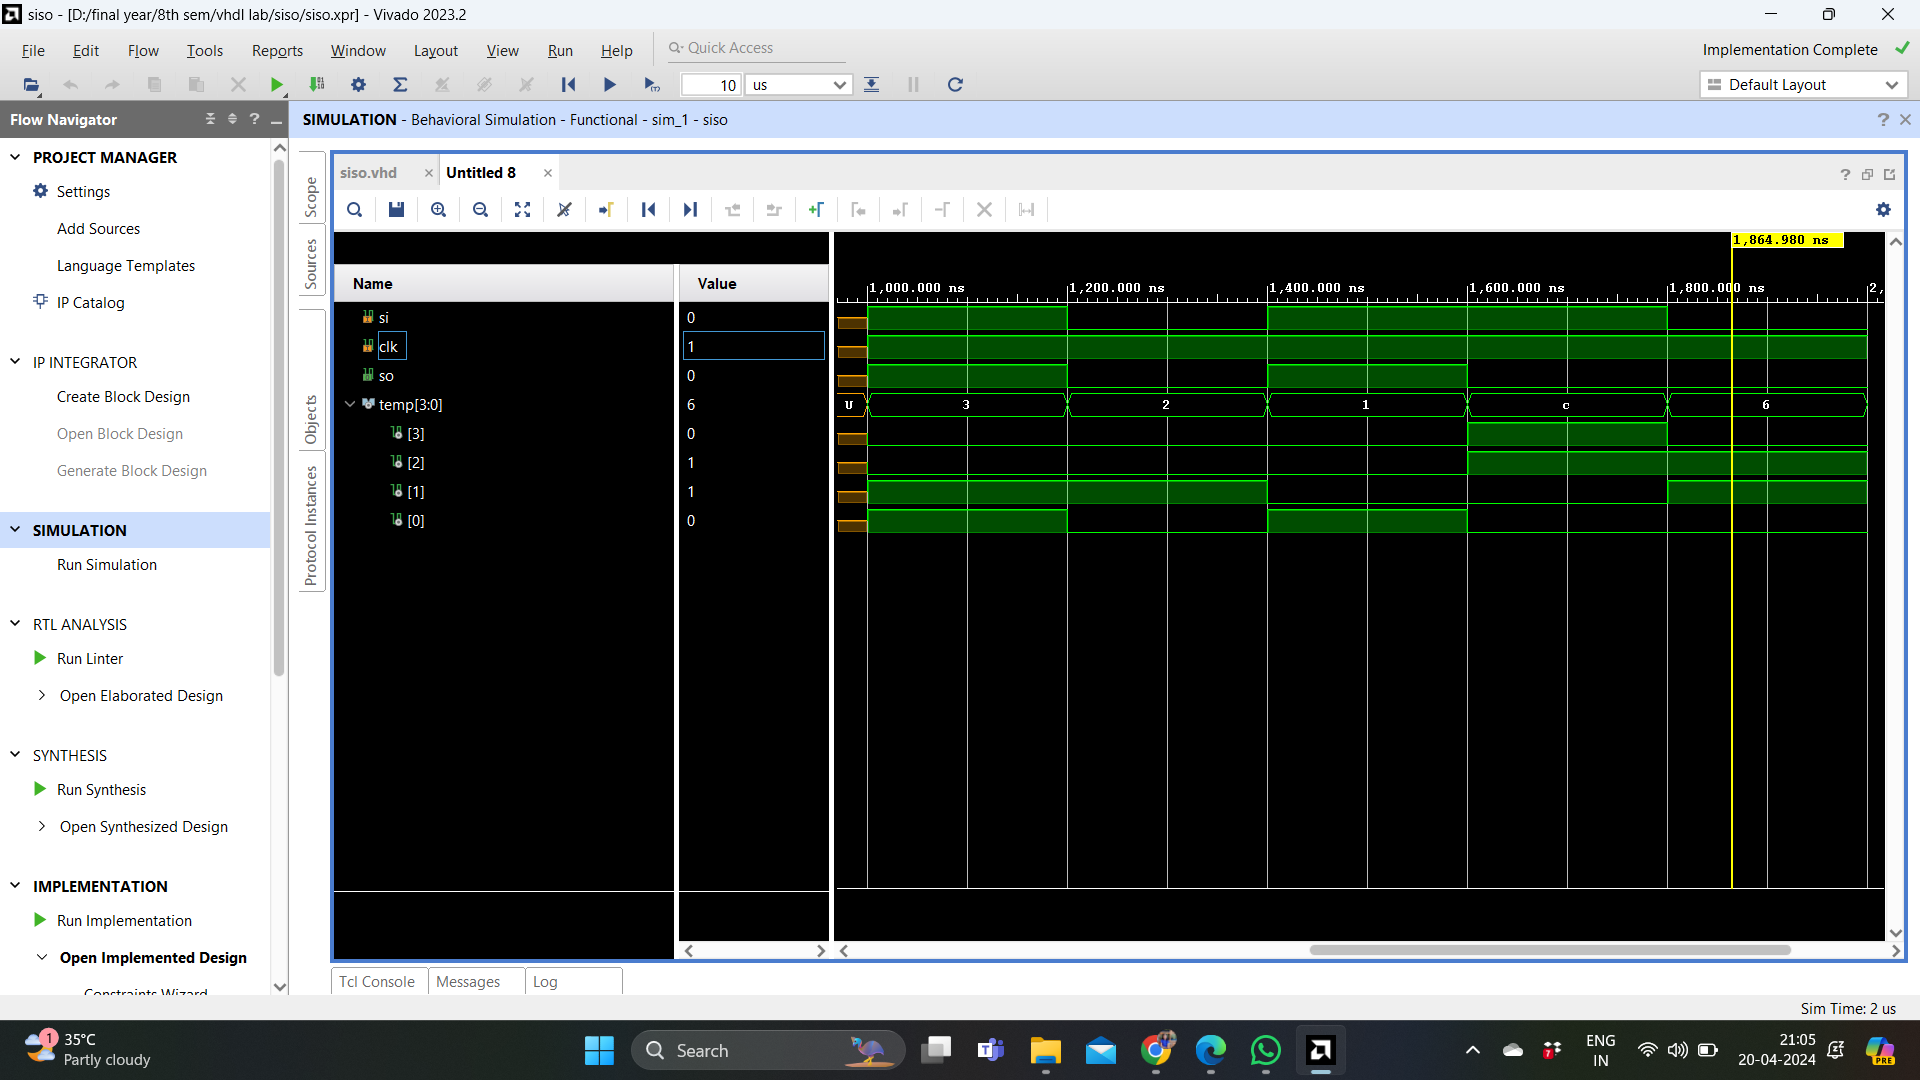 siso - [D:/final year/8th sem/vhdl lab/siso/siso.xpr] - Vivado 2023.2
File Edit Flow Tools Reports Window Layout View Run Help Quick Access
Implementation Complete
10 us
Default Layout
Flow Navigator
SIMULATION - Behavioral Simulation - Functional - sim_1 - siso
PROJECT MANAGER
Settings
Add Sources
Language Templates
IP Catalog
IP INTEGRATOR
Create Block Design
Open Block Design
Generate Block Design
SIMULATION
Run Simulation
RTL ANALYSIS
Run Linter
Open Elaborated Design
SYNTHESIS
Run Synthesis
Open Synthesized Design
IMPLEMENTATION
Run Implementation
Open Implemented Design
Constraints Wizard
Scope
Sources
Objects
Protocol Instances
siso.vhd
Untitled 8
1,864.980 ns
Name Value
1,000.000 ns 1,200.000 ns 1,400.000 ns 1,600.000 ns 1,800.000 ns 2,
si 0
clk 1
so 0
temp[3:0] 6 U 3 2 1 c 6
[3] 0
[2] 1
[1] 1
[0] 0
Tcl Console Messages Log
Sim Time: 2 us
1
35°C
Partly cloudy
Search
7
ENG
IN
21:05
20-04-2024
PRE